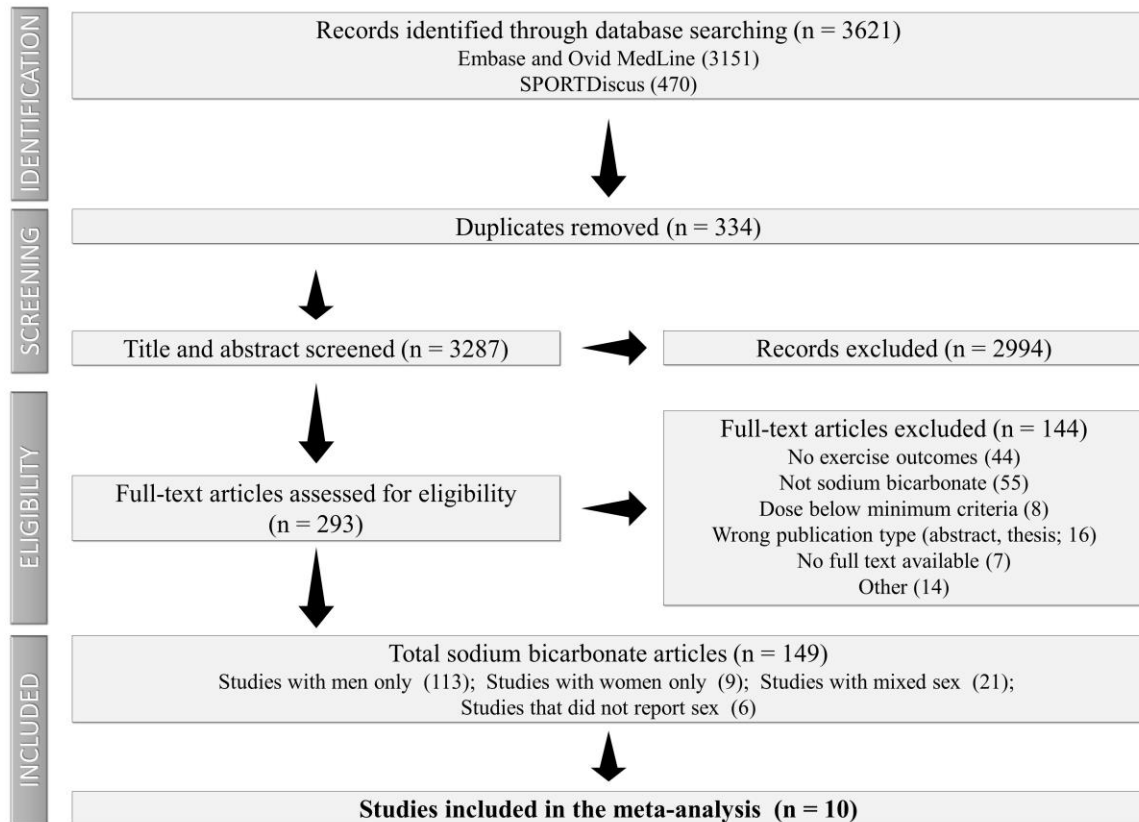 IDENTIFICATION
Records identified through database searching (n = 3621)
Embase and Ovid MedLine (3151)
SPORTDiscus (470)
SCREENING
Duplicates removed (n = 334)
Title and abstract screened (n = 3287)
Records excluded (n = 2994)
ELIGIBILITY
Full-text articles assessed for eligibility
(n = 293)
Full-text articles excluded (n = 144)
No exercise outcomes (44)
Not sodium bicarbonate (55)
Dose below minimum criteria (8)
Wrong publication type (abstract, thesis; 16)
No full text available (7)
Other (14)
INCLUDED
Total sodium bicarbonate articles (n = 149)
Studies with men only (113); Studies with women only (9); Studies with mixed sex (21);
Studies that did not report sex (6)
Studies included in the meta-analysis (n = 10)